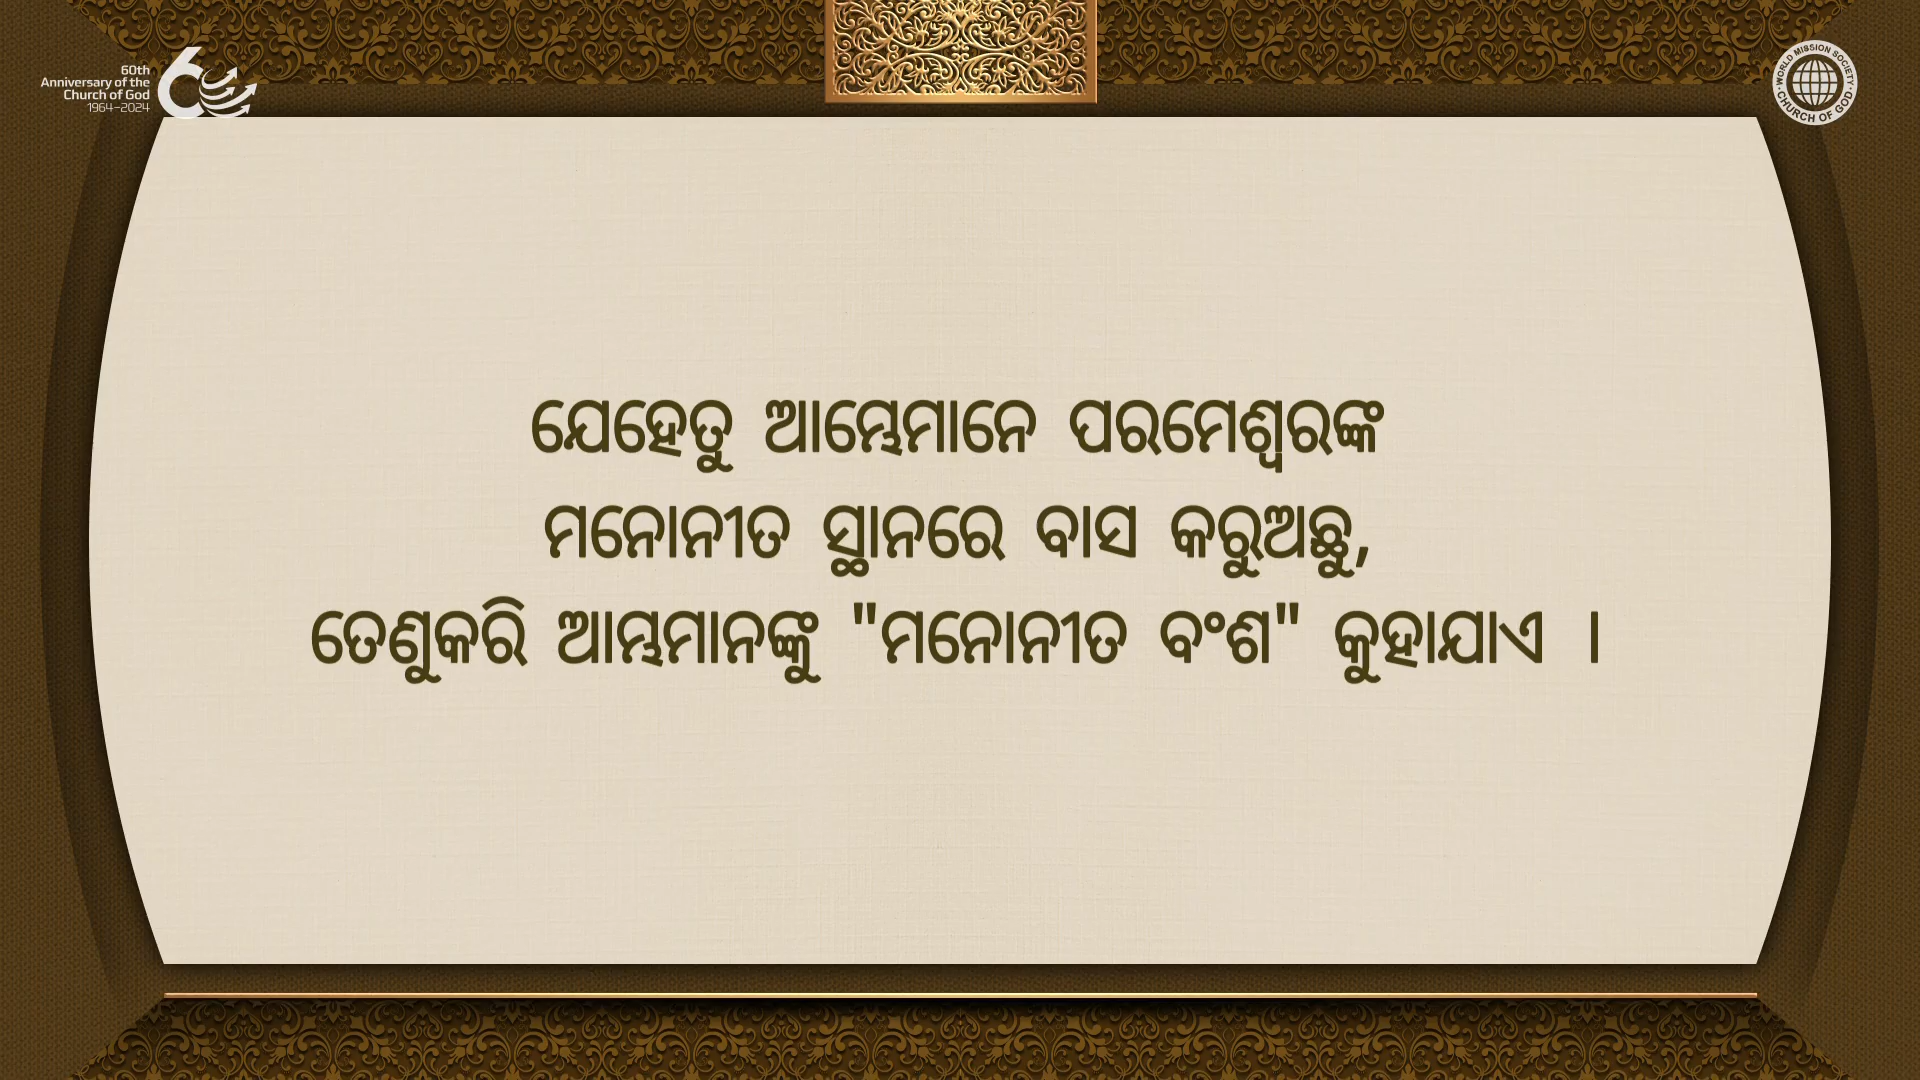 60th
Anniversary of the
Church of God
1964–2024
60
WORLD MISSION SOCIETY
CHURCH OF GOD
ଯେହେତୁ ଆମ୍ଭେମାନେ ପରମେଶ୍ୱରଙ୍କ
ମନୋନୀତ ସ୍ଥାନରେ ବାସ କରୁଅଛୁ,
ତେଣୁକରି ଆମ୍ଭମାନଙ୍କୁ "ମନୋନୀତ ବଂଶ" କୁହାଯାଏ ।